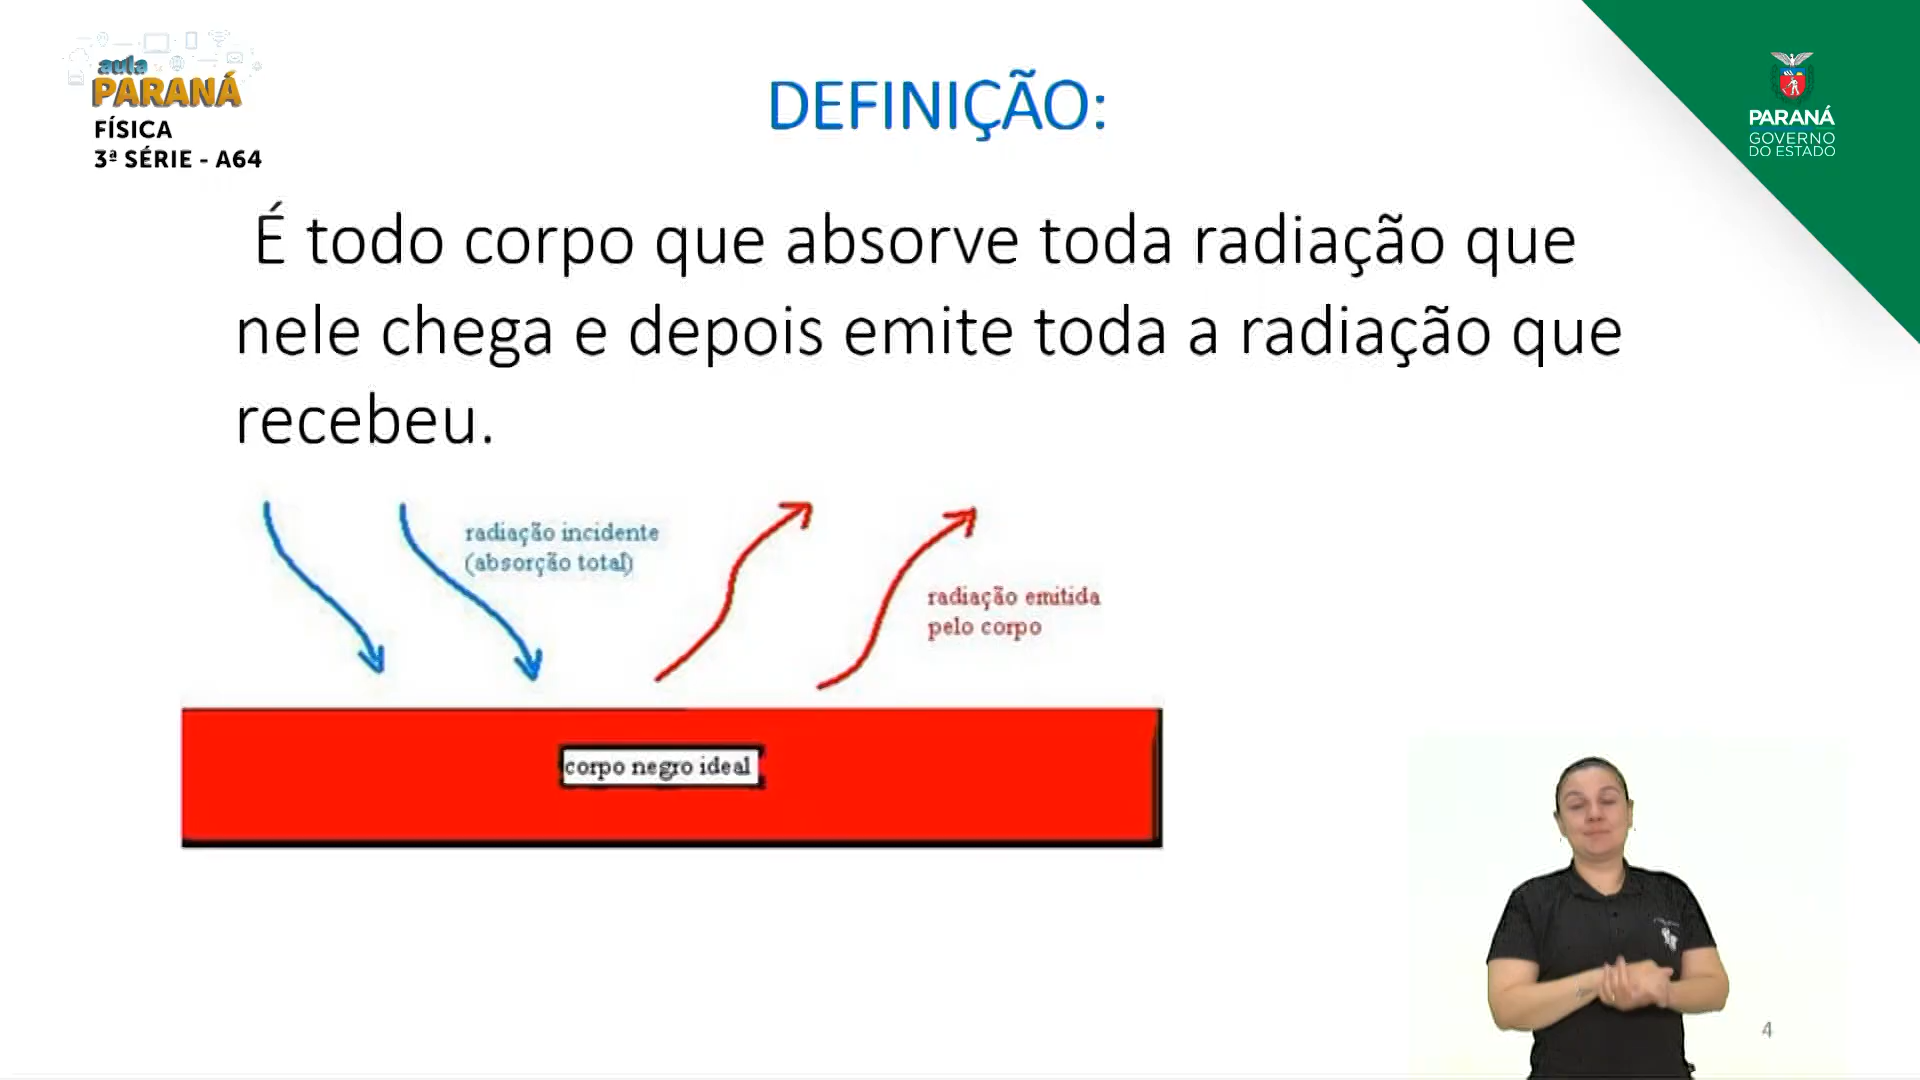 aula
PARANÁ
FÍSICA
3ª SÉRIE - A64
DEFINIÇÃO:
PARANÁ
GOVERNO
DO ESTADO
É todo corpo que absorve toda radiação que
nele chega e depois emite toda a radiação que
recebeu.
radiação incidente
(absorção total)
radiação emitida
pelo corpo
corpo negro ideal
4